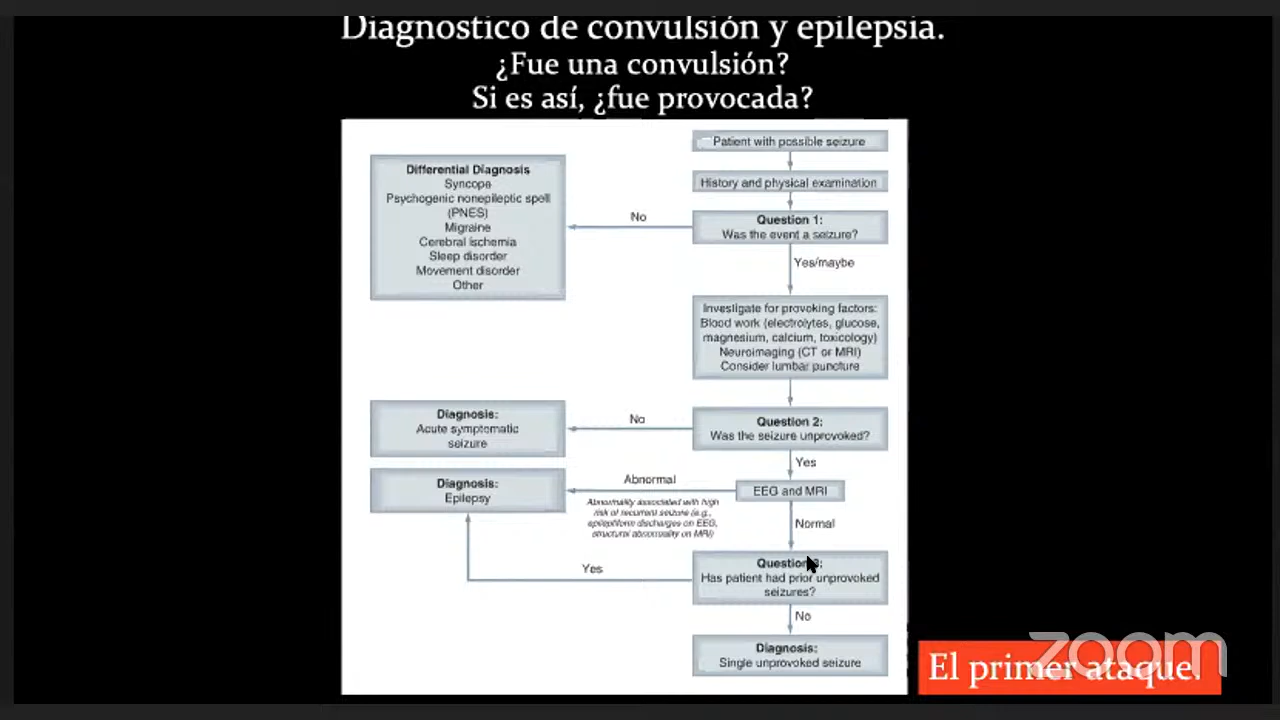 Diagnostico de convulsión y epilepsia.
¿Fue una convulsión?
Si es así, ¿fue provocada?
Patient with possible seizure
History and physical examination
Question 1:
Was the event a seizure?
No
Differential Diagnosis
Syncope
Psychogenic nonepileptic spell
(PNES)
Migraine
Cerebral ischemia
Sleep disorder
Movement disorder
Other
Yes/maybe
Investigate for provoking factors:
Blood work (electrolytes, glucose,
magnesium, calcium, toxicology)
Neuroimaging (CT or MRI)
Consider lumbar puncture
Question 2:
Was the seizure unprovoked?
No
Diagnosis:
Acute symptomatic
seizure
Yes
EEG and MRI
Abnormal
Abnormality associated with high
risk of recurrent seizure (e.g.,
epileptiform discharges on EEG,
structural abnormality on MRI)
Diagnosis:
Epilepsy
Normal
Question 3:
Has patient had prior unprovoked
seizures?
Yes
No
Diagnosis:
Single unprovoked seizure
El primer ataque.
zoom